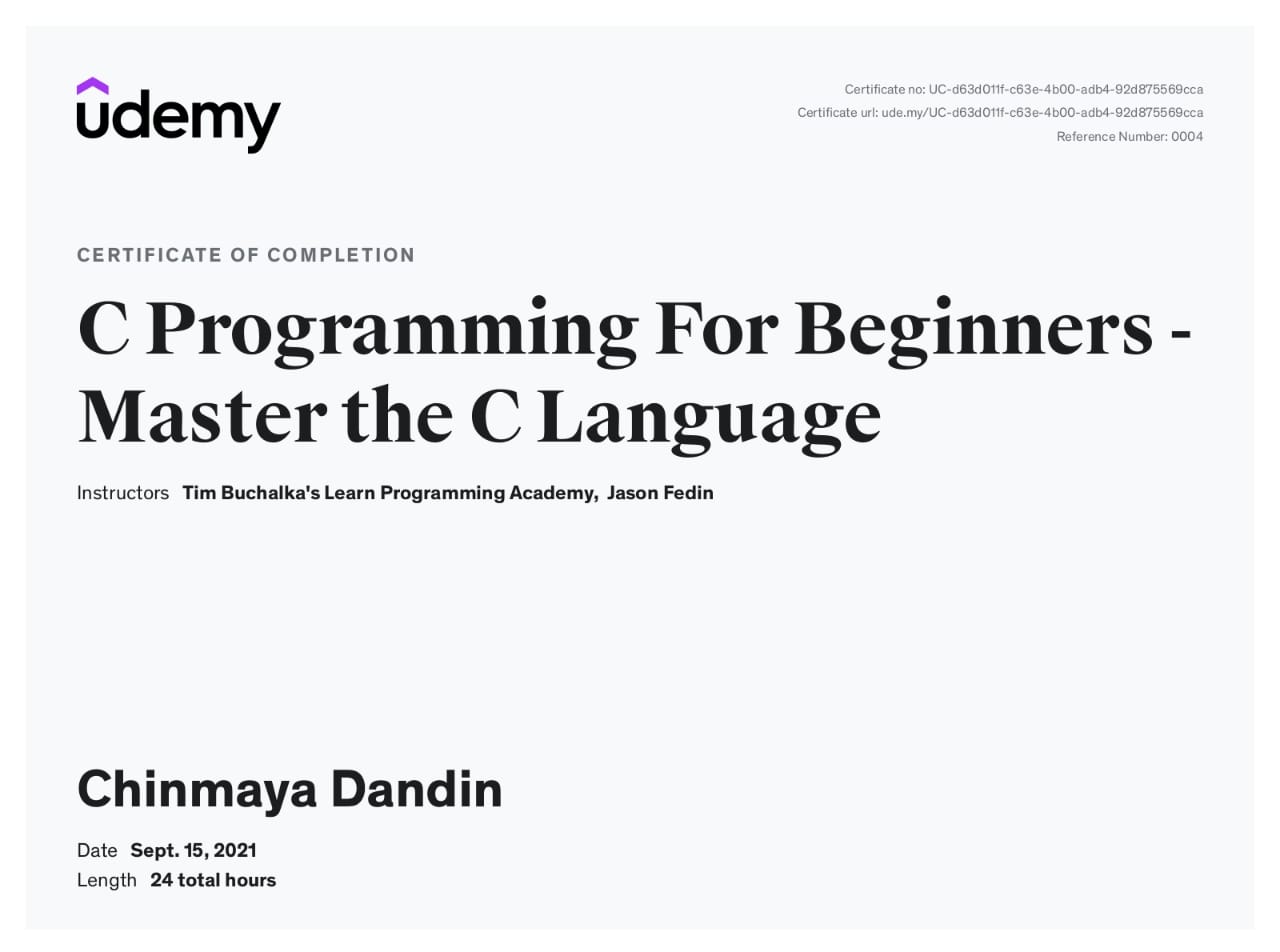 udemy
Certificate no: UC-d63d011f-c63e-4b00-adb4-92d875569cca
Certificate url: ude.my/UC-d63d011f-c63e-4b00-adb4-92d875569cca
Reference Number: 0004
CERTIFICATE OF COMPLETION
C Programming For Beginners -
Master the C Language
Instructors Tim Buchalka's Learn Programming Academy, Jason Fedin
Chinmaya Dandin
Date Sept. 15, 2021
Length 24 total hours